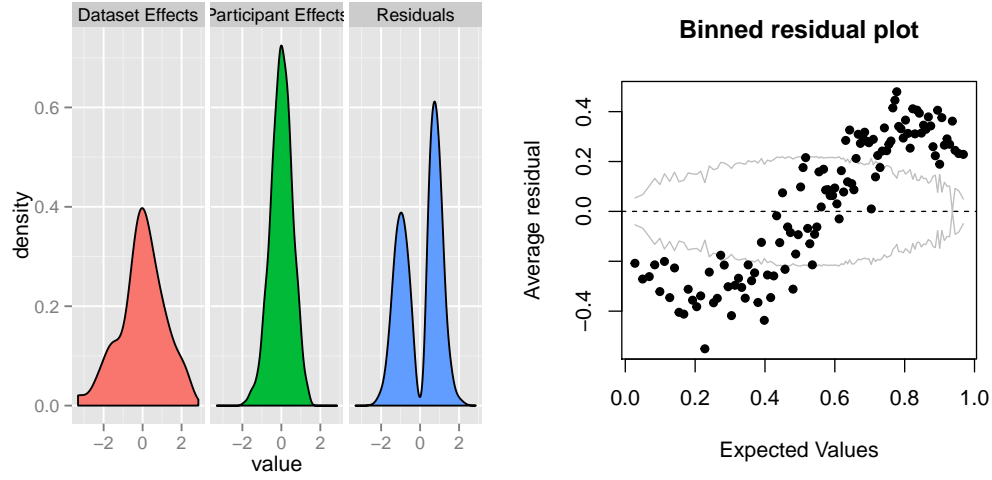 Dataset Effects Participant Effects Residuals
0.6
0.4
0.2
0.0
density
−2 0 2 −2 0 2 −2 0 2
value
Binned residual plot
0.4
0.2
0.0
−0.4
Average residual
0.0 0.2 0.4 0.6 0.8 1.0
Expected Values